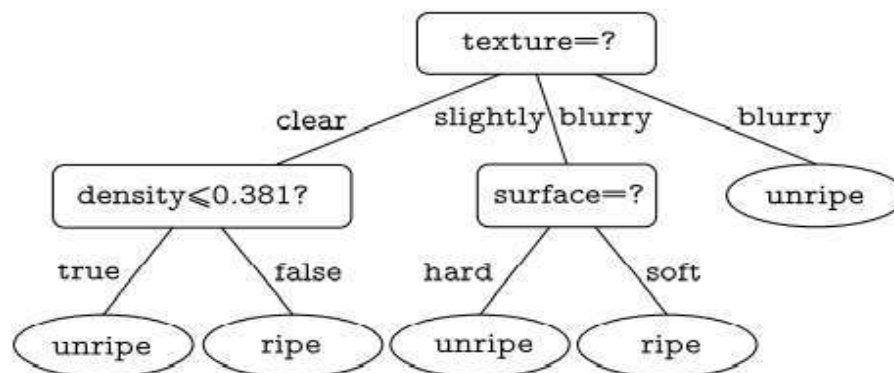 texture=?
clear slightly blurry blurry
density⩽0.381? surface=? unripe
true false hard soft
unripe ripe unripe ripe